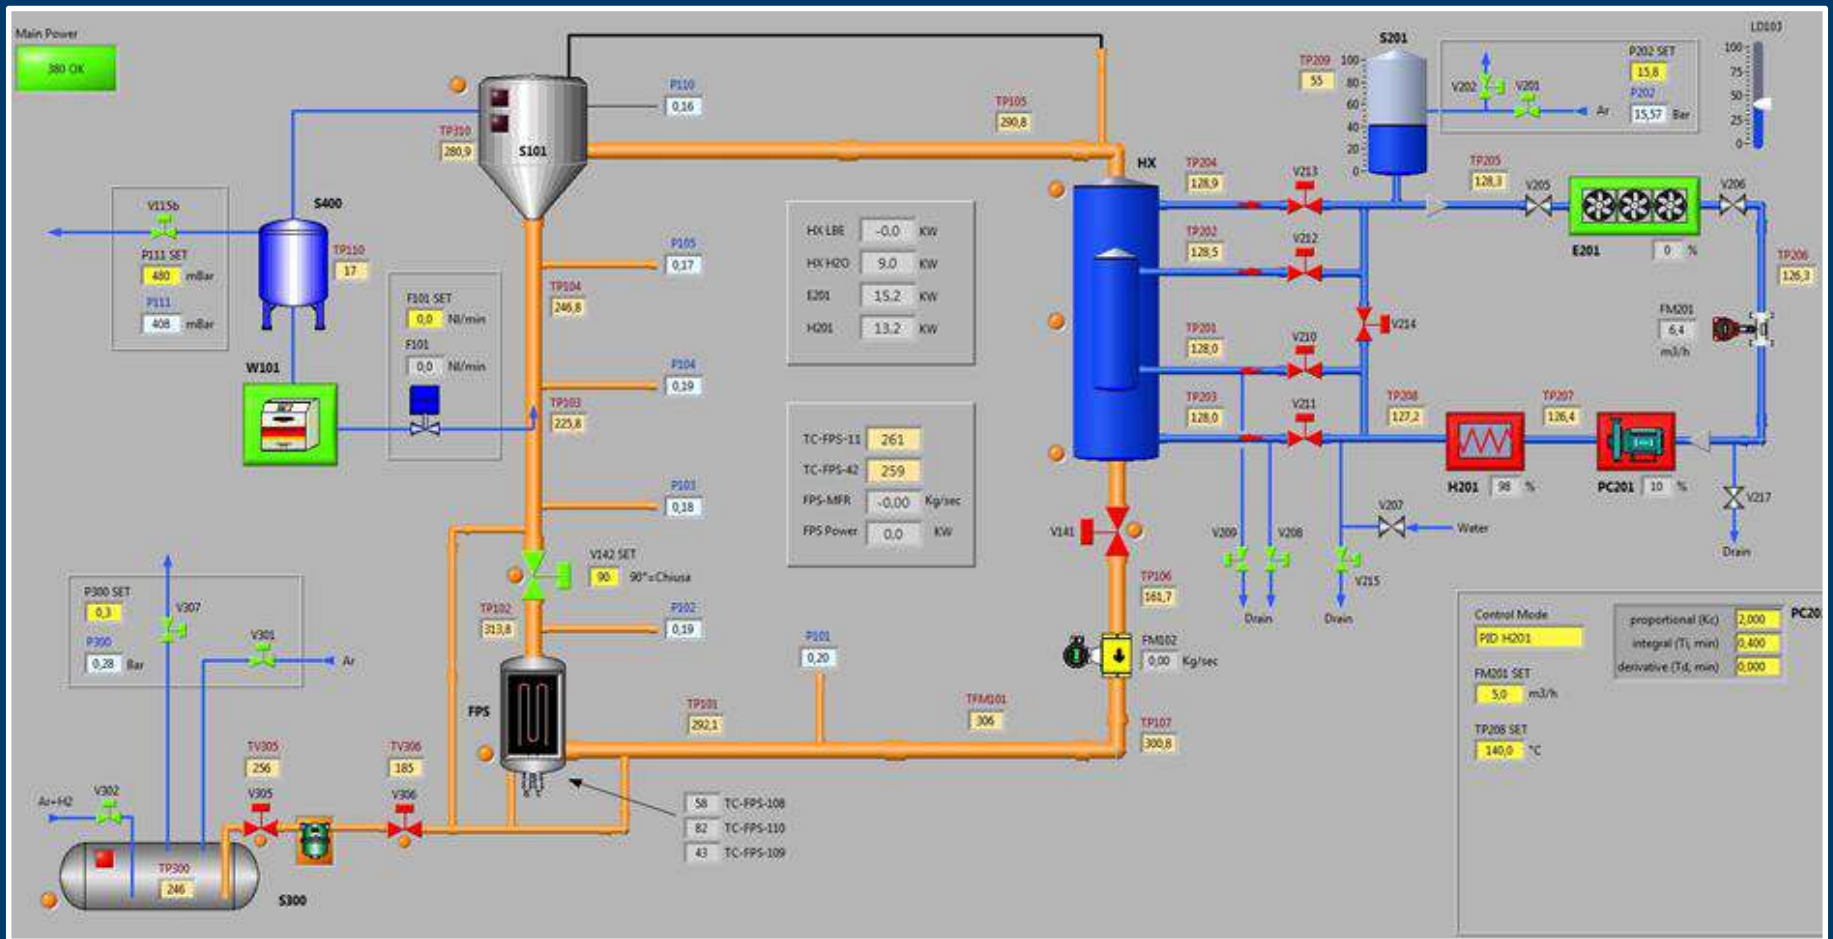 Main Power
380 OK
S101
P110
0,16
TP310
280,9
TP105
290,8
HX
S400
V115b
P111 SET
480 mBar
P111
408 mBar
TP110
17
W101
F101 SET
0,0 Nl/min
F101
0,0 Nl/min
P105
0,17
TP104
246,8
P104
0,19
TP103
225,8
P103
0,18
V142 SET
90 90°=Chiusa
TP102
313,8
P102
0,19
FPS
HX LBE -0.0 KW
HX H2O 9.0 KW
E201 15.2 KW
H201 13.2 KW
TC-FPS-11 261
TC-FPS-42 259
FPS-MFR -0,00 Kg/sec
FPS Power 0,0 KW
P101
0,20
TP101
292,1
TFM101
306
TP107
300,8
FM102
0,00 Kg/sec
TP106
161,7
V141
58 TC-FPS-108
82 TC-FPS-110
43 TC-FPS-109
P300 SET
0,3
P300
0,28 Bar
V307
V301
Ar
TV305
256
V305
TV306
185
V306
Ar+H2
V302
TP300
246
S300
TP209
55
S201
100
80
60
40
20
0
V202
V201
Ar
P202 SET
15,8
P202
15,57 Bar
LD103
100
75
50
25
0
TP204
128,9
V213
TP202
128,5
V212
TP201
128,0
V210
TP203
128,0
V211
V214
TP205
128,3
V205
E201
0 %
V206
TP206
126,3
FM201
6,4
m3/h
TP208
127,2
TP207
126,4
H201 98 %
PC201 10 %
V217
Drain
V207
Water
V209
V208
Drain
V215
Drain
Control Mode
PID H201
FM201 SET
5,0 m3/h
TP208 SET
140,0 °C
proportional (Kc) 2,000
integral (Ti, min) 0,400
derivative (Td, min) 0,000